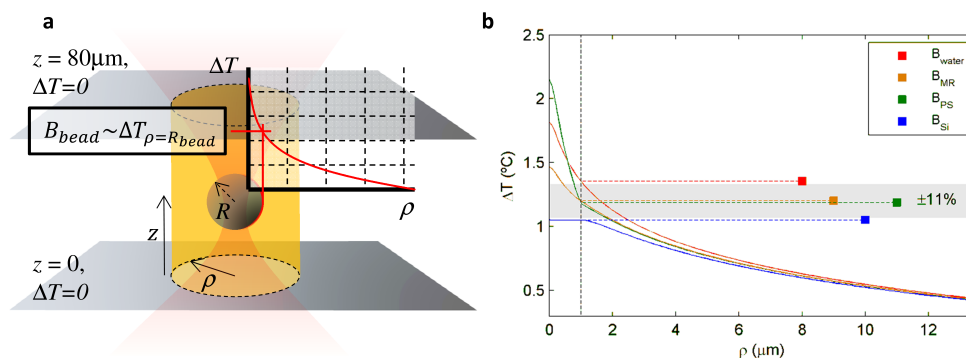 a
z = 80μm,
ΔT=0
ΔT
B_bead~ΔT_ρ=R_bead
R
ρ
z
z = 0,
ΔT=0
ρ
b
2.5
2
1.5
1
0.5
0
2
4
6
8
10
12
ΔT (ºC)
ρ (μm)
B_water
B_MR
B_PS
B_Si
±11%